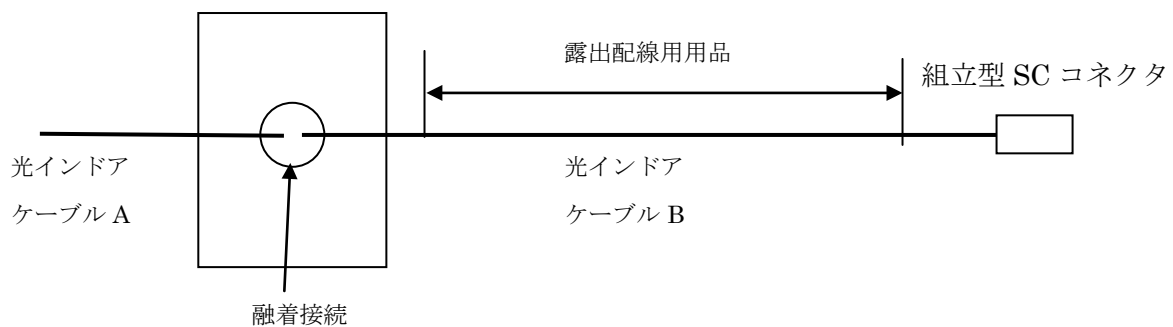 露出配線用用品
組立型 SC コネクタ
光インドア
ケーブル A
光インドア
ケーブル B
融着接続